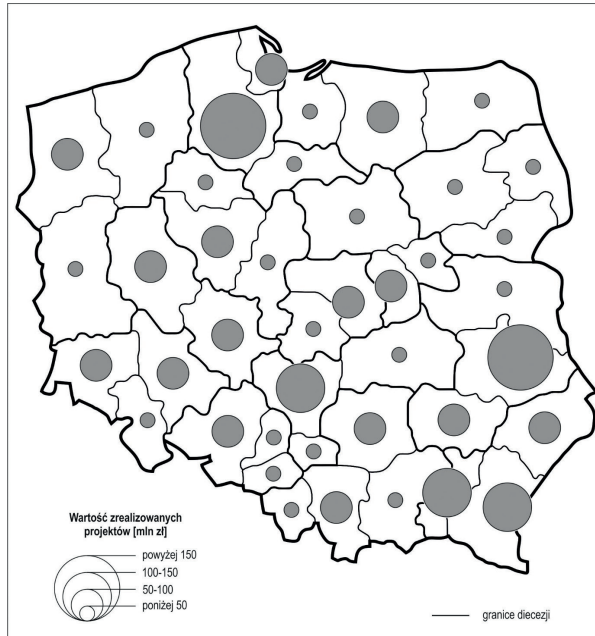 Wartość zrealizowanych
projektów [mln zł]
powyżej 150
100-150
50-100
poniżej 50
granice diecezji